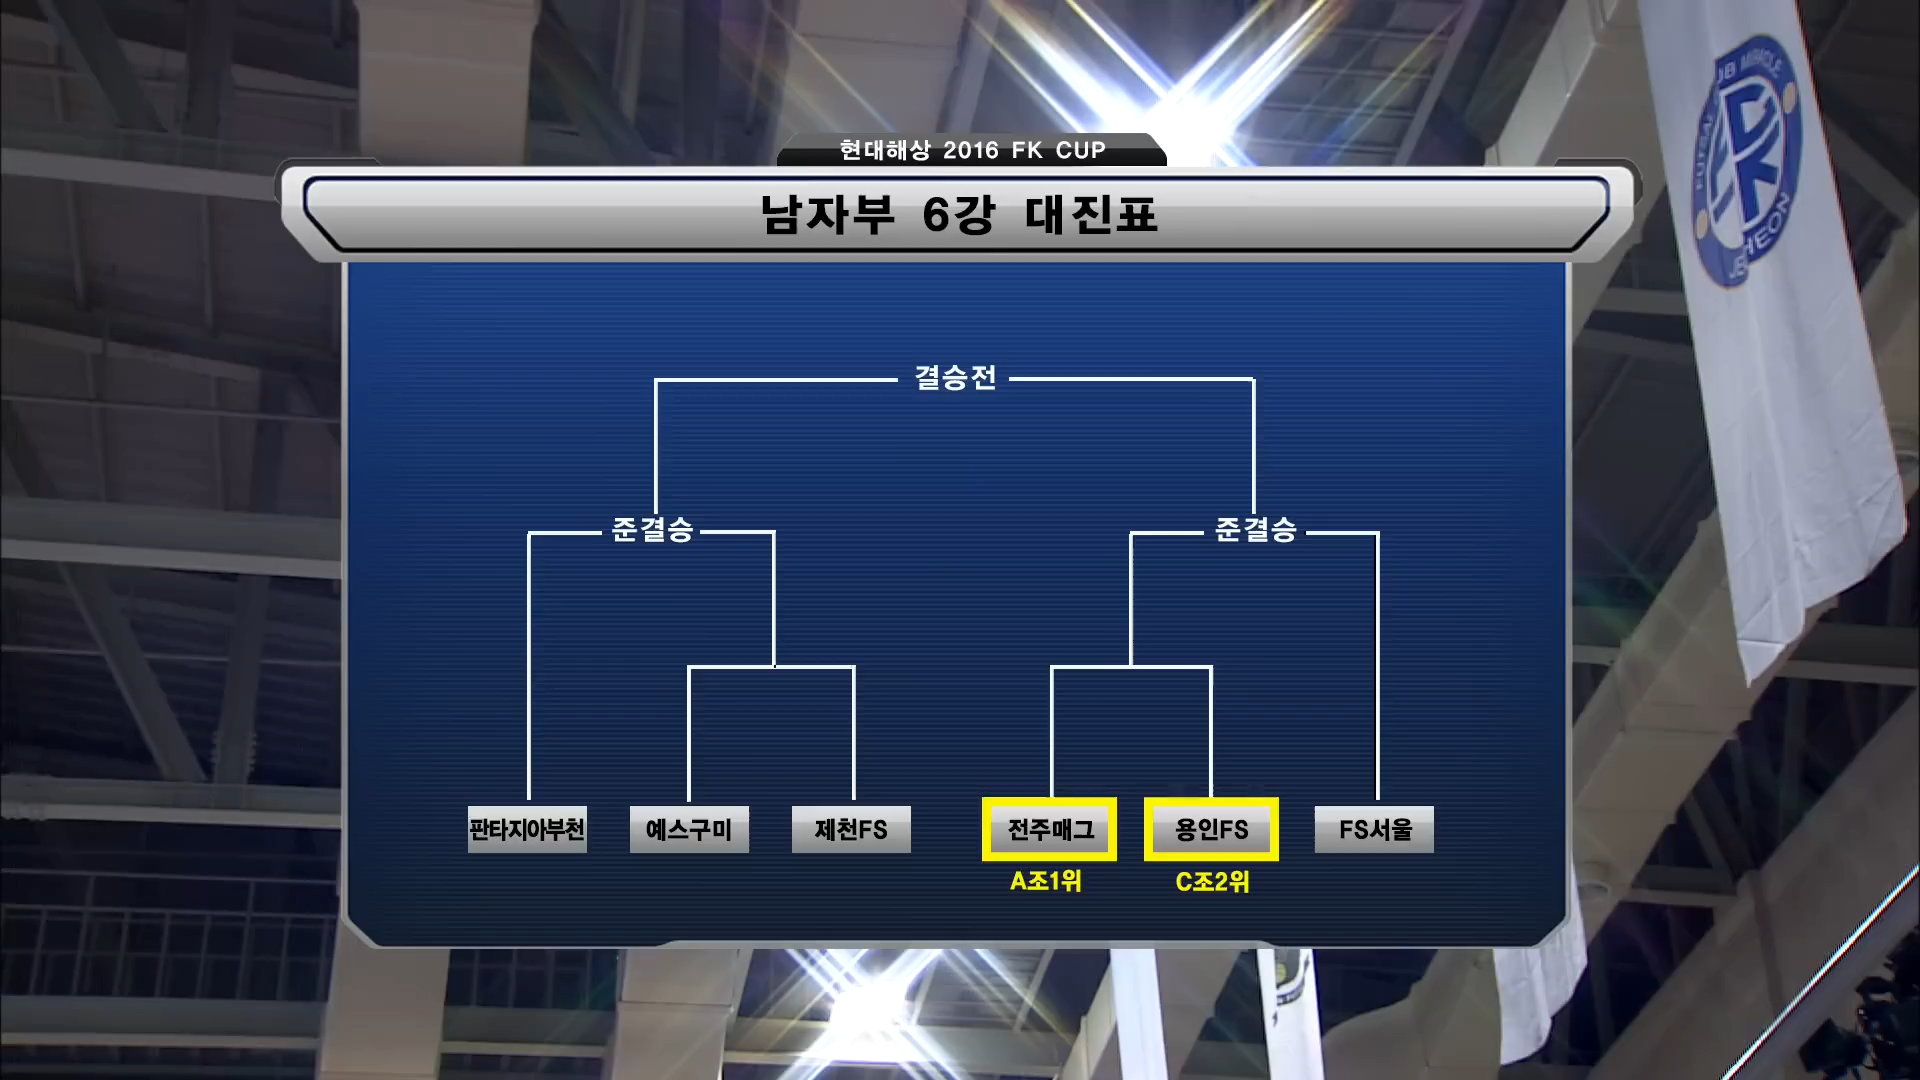 현대해상 2016 FK CUP
남자부 6강 대진표
결승전
준결승 준결승
판타지아부천 예스구미 제천FS 전주매그 용인FS FS서울
A조1위 C조2위